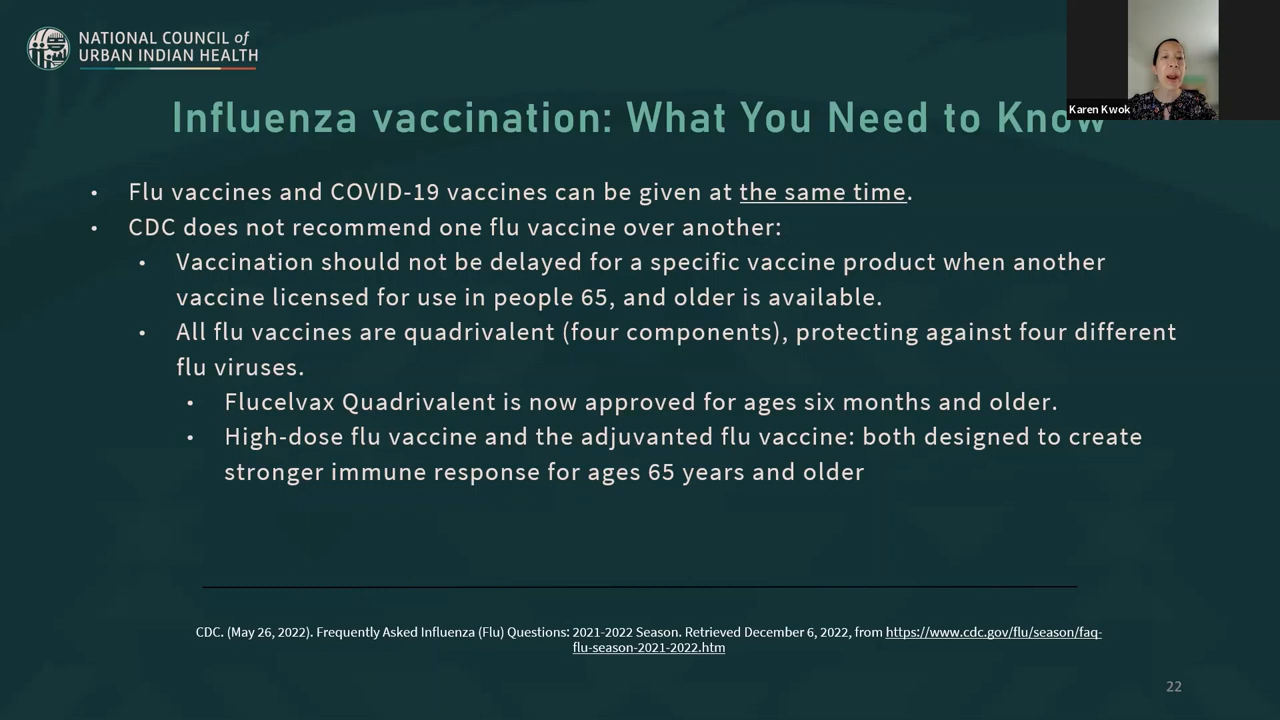 NATIONAL COUNCIL of
URBAN INDIAN HEALTH
Karen Kwok
Influenza vaccination: What You Need to Know
• Flu vaccines and COVID-19 vaccines can be given at the same time.
• CDC does not recommend one flu vaccine over another:
• Vaccination should not be delayed for a specific vaccine product when another
vaccine licensed for use in people 65, and older is available.
• All flu vaccines are quadrivalent (four components), protecting against four different
flu viruses.
• Flucelvax Quadrivalent is now approved for ages six months and older.
• High-dose flu vaccine and the adjuvanted flu vaccine: both designed to create
stronger immune response for ages 65 years and older
CDC. (May 26, 2022). Frequently Asked Influenza (Flu) Questions: 2021-2022 Season. Retrieved December 6, 2022, from https://www.cdc.gov/flu/season/faq-
flu-season-2021-2022.htm
22